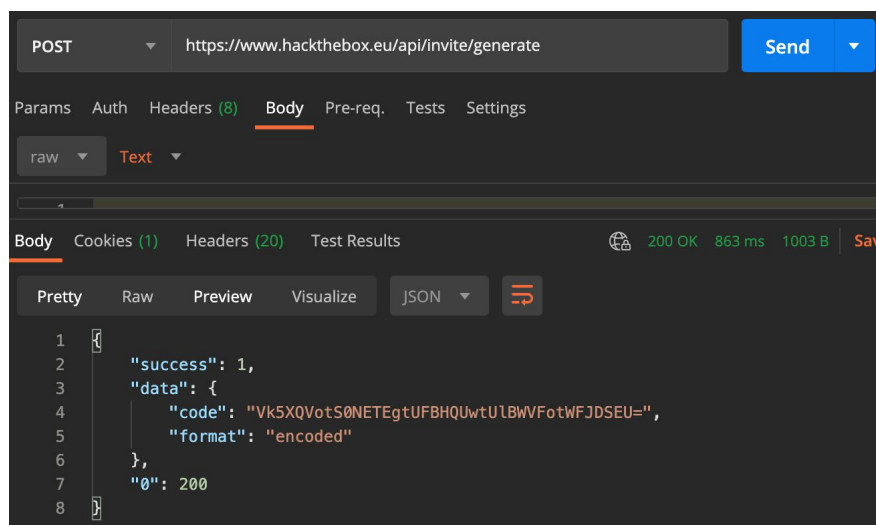 POST https://www.hackthebox.eu/api/invite/generate Send
Params Auth Headers (8) Body Pre-req. Tests Settings
raw Text
1
Body Cookies (1) Headers (20) Test Results 200 OK 863 ms 1003 B Sav
Pretty Raw Preview Visualize JSON
1 {
2 "success": 1,
3 "data": {
4 "code": "Vk5XQVotS0NETEgtUFBHQUwtUlBWVFotWFJDSEU=",
5 "format": "encoded"
6 },
7 "0": 200
8 }